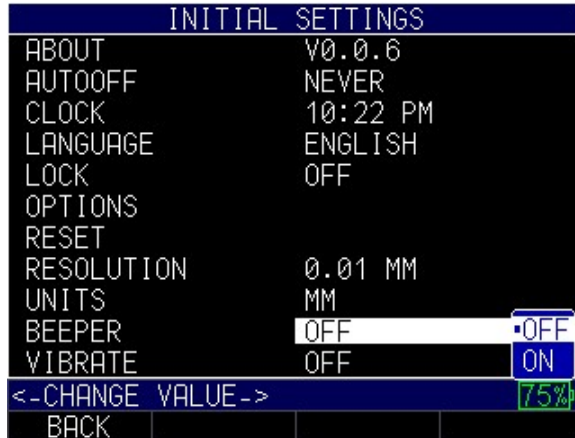 INITIAL SETTINGS
ABOUT V0.0.6
AUTOOFF NEVER
CLOCK 10:22 PM
LANGUAGE ENGLISH
LOCK OFF
OPTIONS
RESET
RESOLUTION 0.01 MM
UNITS MM
BEEPER OFF ▪OFF
VIBRATE OFF ON
<-CHANGE VALUE-> 75%
BACK